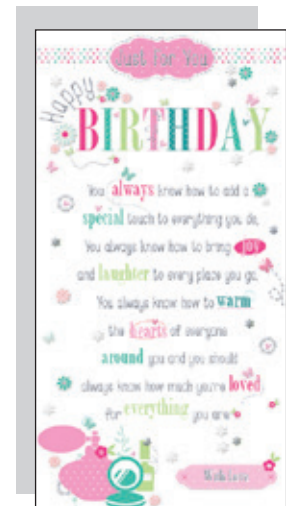 Just For You
Happy
BIRTHDAY
You always know how to add a
special touch to everything you do,
You always know how to bring joy
and laughter to every place you go,
You always know how to warm
the hearts of everyone
around you and you should
always know how much you're loved
for everything you are
With Love